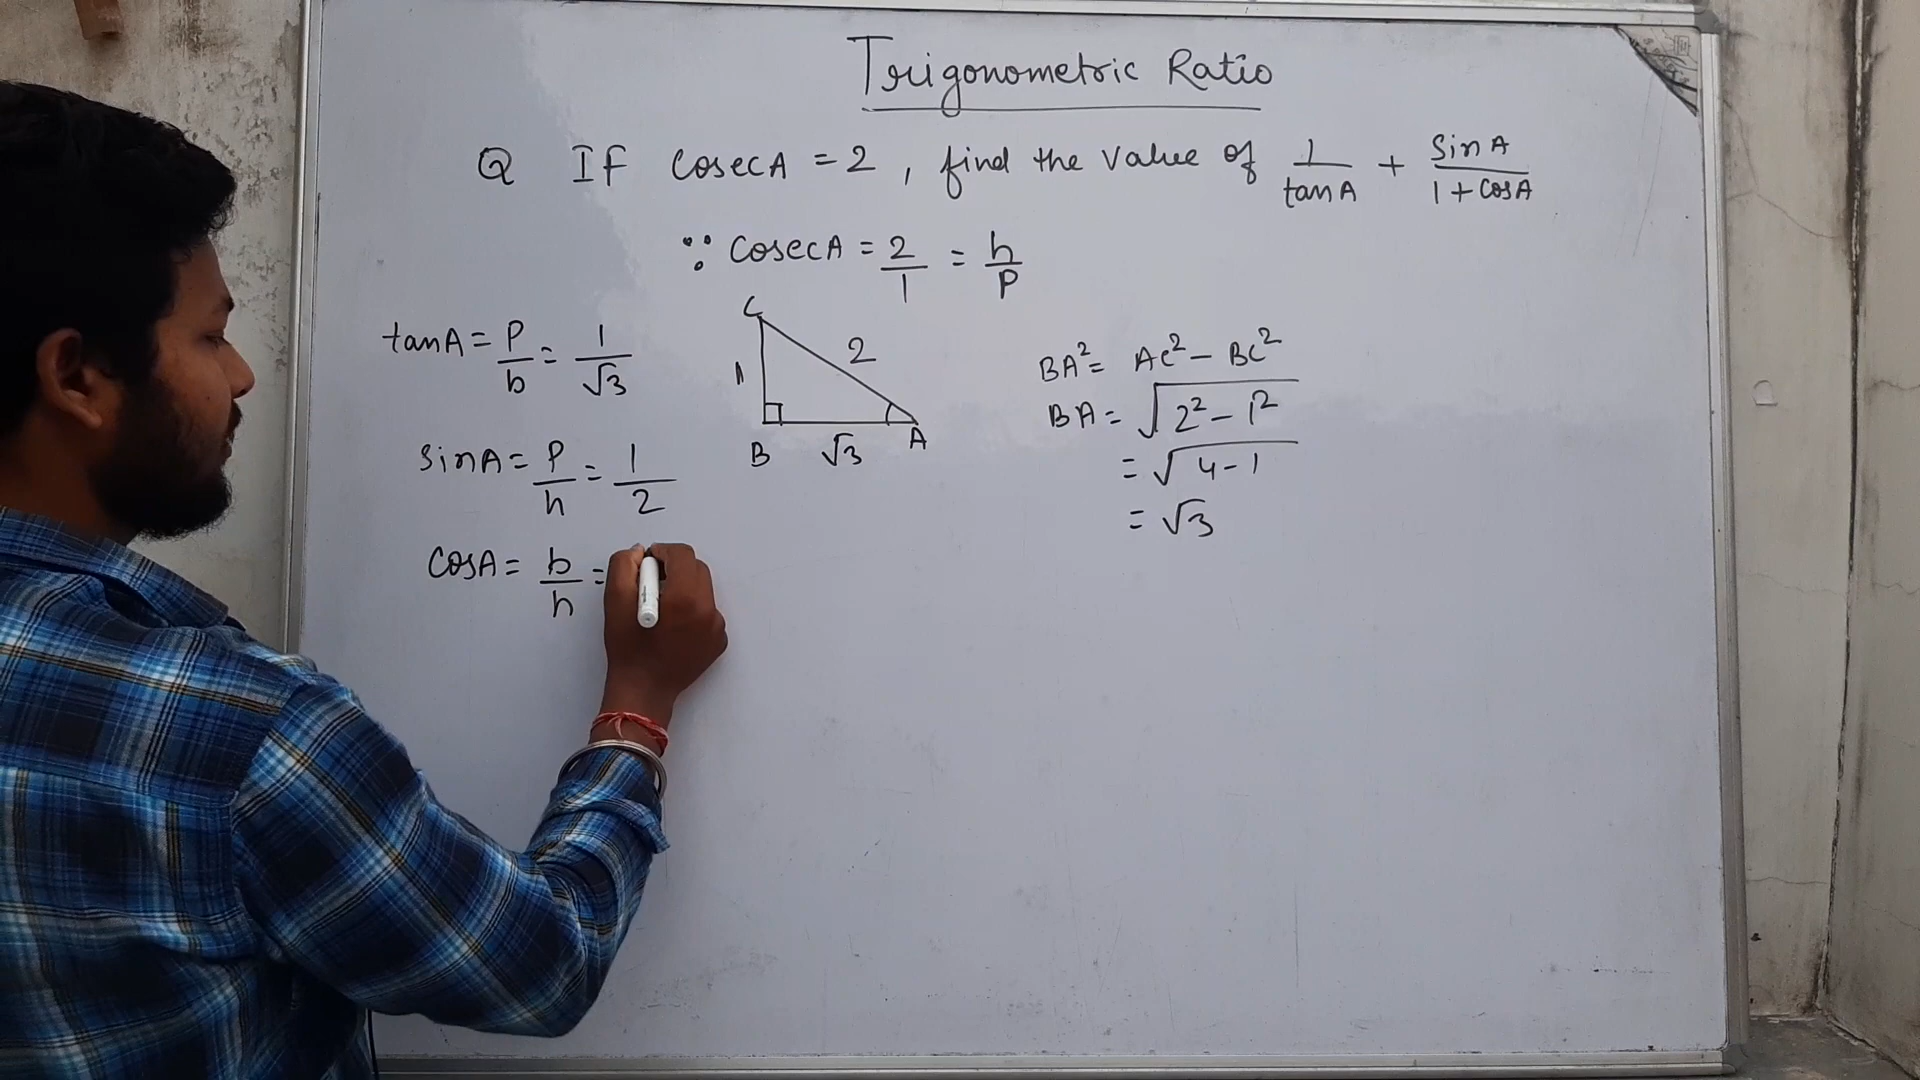 Trigonometric Ratio
Q If CosecA = 2, find the Value of 1/tanA + SinA/1+CosA
∵ CosecA = 2/1 = h/P
tanA = P/b = 1/√3
SinA = P/h = 1/2
CosA = b/h =
C
1
2
B √3 A
BA² = AC² - BC²
BA = √2² - 1²
= √4 - 1
= √3